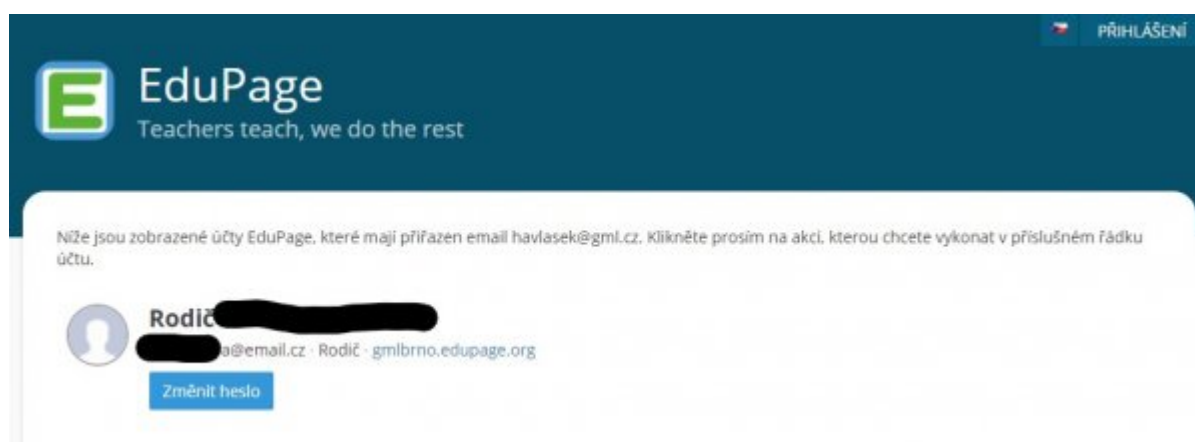 PŘIHLÁŠENÍ
EduPage
Teachers teach, we do the rest
Níže jsou zobrazené účty EduPage, které mají přiřazen email havlasek@gml.cz. Klikněte prosím na akci, kterou chcete vykonat v příslušném řádku
účtu.
Rodič
a@email.cz · Rodič · gmlbrno.edupage.org
Změnit heslo